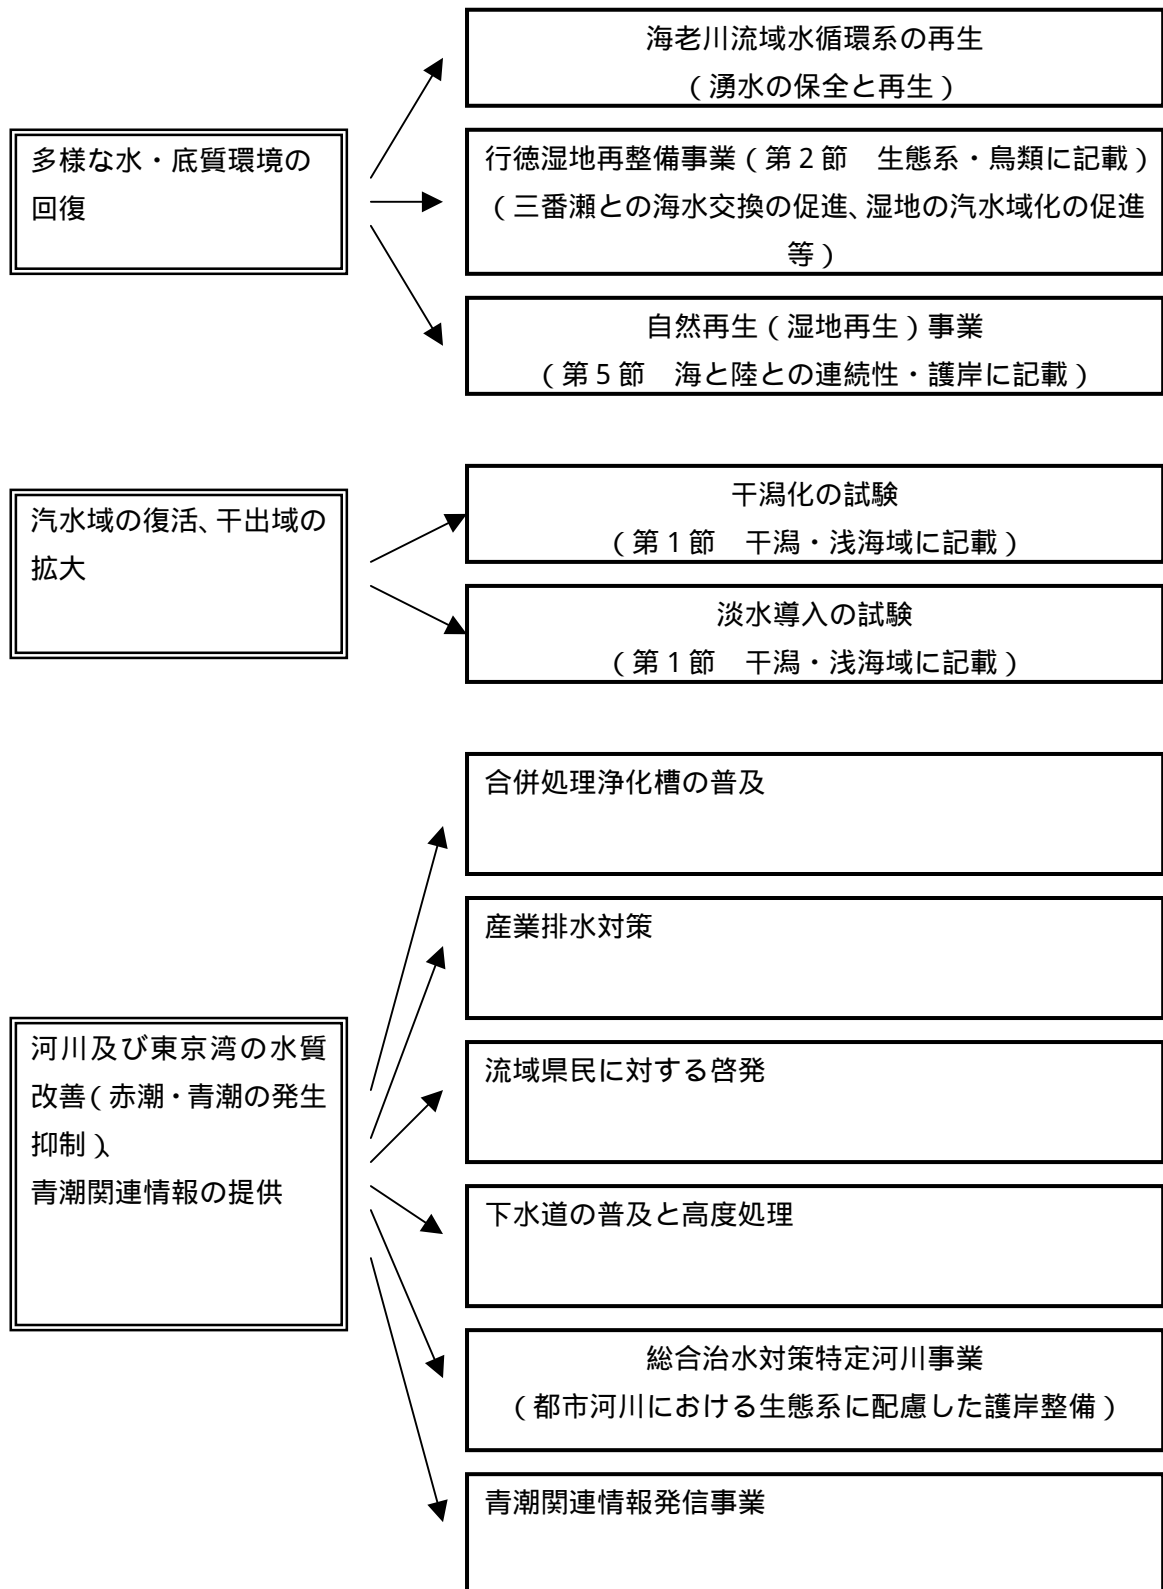 海老川流域水循環系の再生
（湧水の保全と再生）
多様な水・底質環境の
回復
行徳湿地再整備事業（第２節　生態系・鳥類に記載）
（三番瀬との海水交換の促進、湿地の汽水域化の促進
等）
自然再生（湿地再生）事業
（第５節　海と陸との連続性・護岸に記載）
汽水域の復活、干出域の
拡大
干潟化の試験
（第１節　干潟・浅海域に記載）
淡水導入の試験
（第１節　干潟・浅海域に記載）
河川及び東京湾の水質
改善（赤潮・青潮の発生
抑制）、
青潮関連情報の提供
合併処理浄化槽の普及
産業排水対策
流域県民に対する啓発
下水道の普及と高度処理
総合治水対策特定河川事業
（都市河川における生態系に配慮した護岸整備）
青潮関連情報発信事業